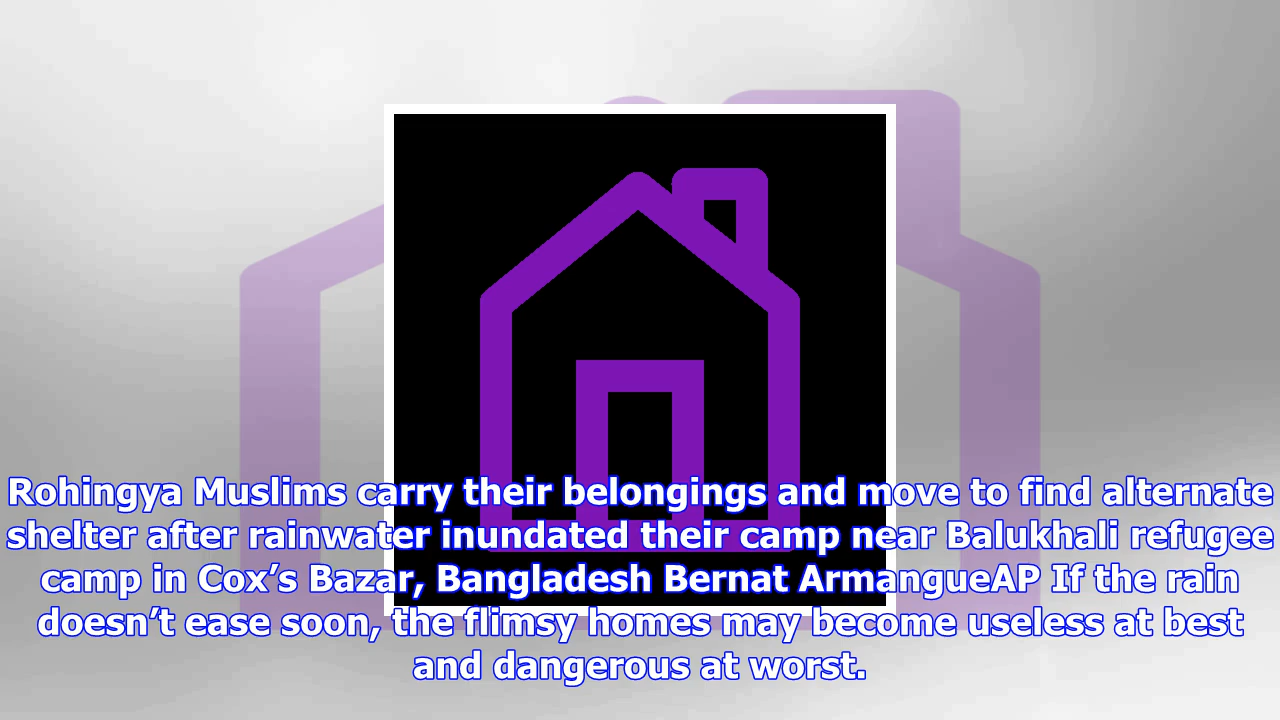 Rohingya Muslims carry their belongings and move to find alternate
shelter after rainwater inundated their camp near Balukhali refugee
camp in Cox’s Bazar, Bangladesh Bernat ArmangueAP If the rain
doesn’t ease soon, the flimsy homes may become useless at best
and dangerous at worst.